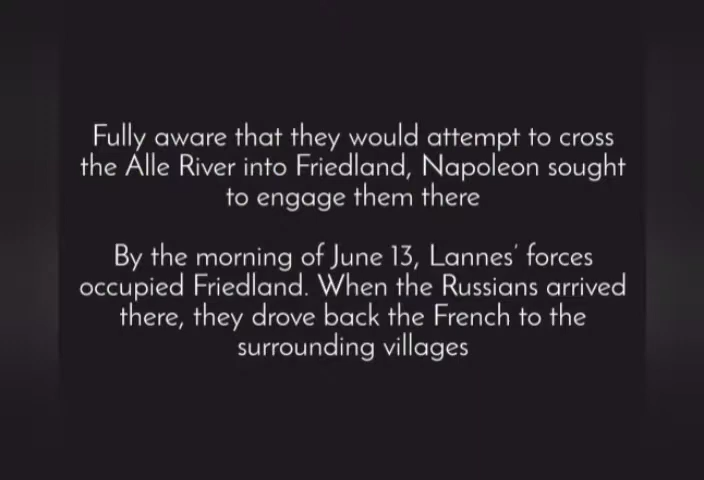 Fully aware that they would attempt to cross
the Alle River into Friedland, Napoleon sought
to engage them there
By the morning of June 13, Lannes' forces
occupied Friedland. When the Russians arrived
there, they drove back the French to the
surrounding villages